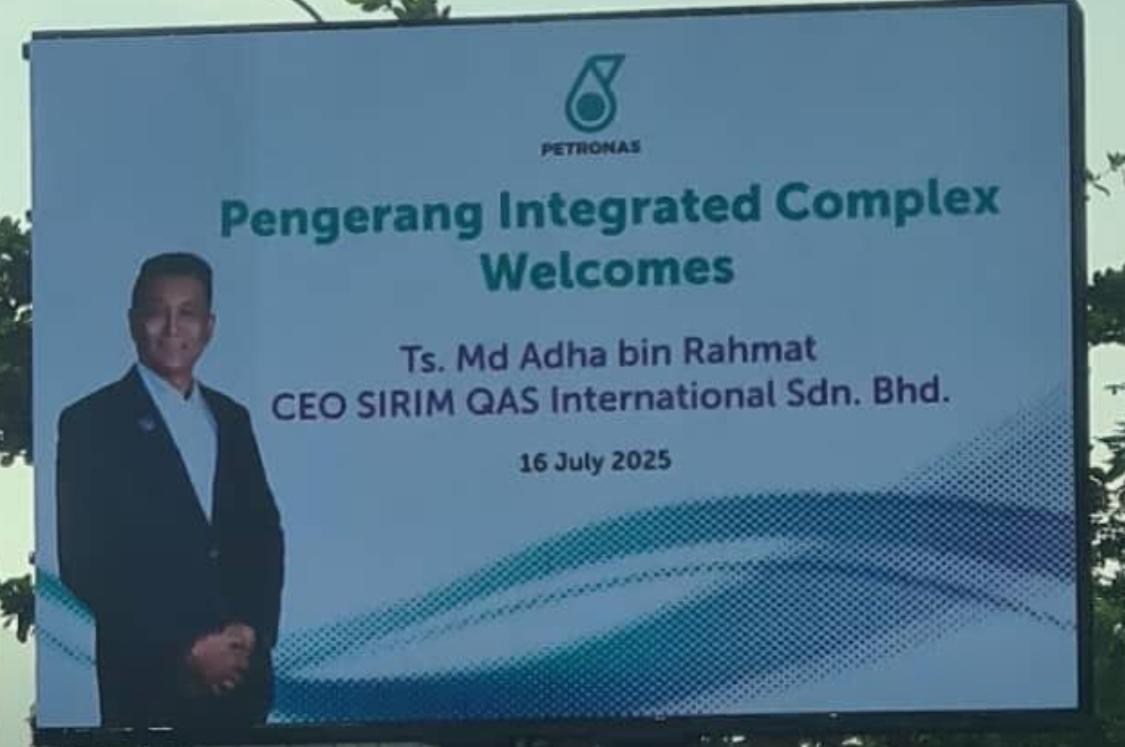 PETRONAS
Pengerang Integrated Complex
Welcomes
Ts. Md Adha bin Rahmat
CEO SIRIM QAS International Sdn. Bhd.
16 July 2025